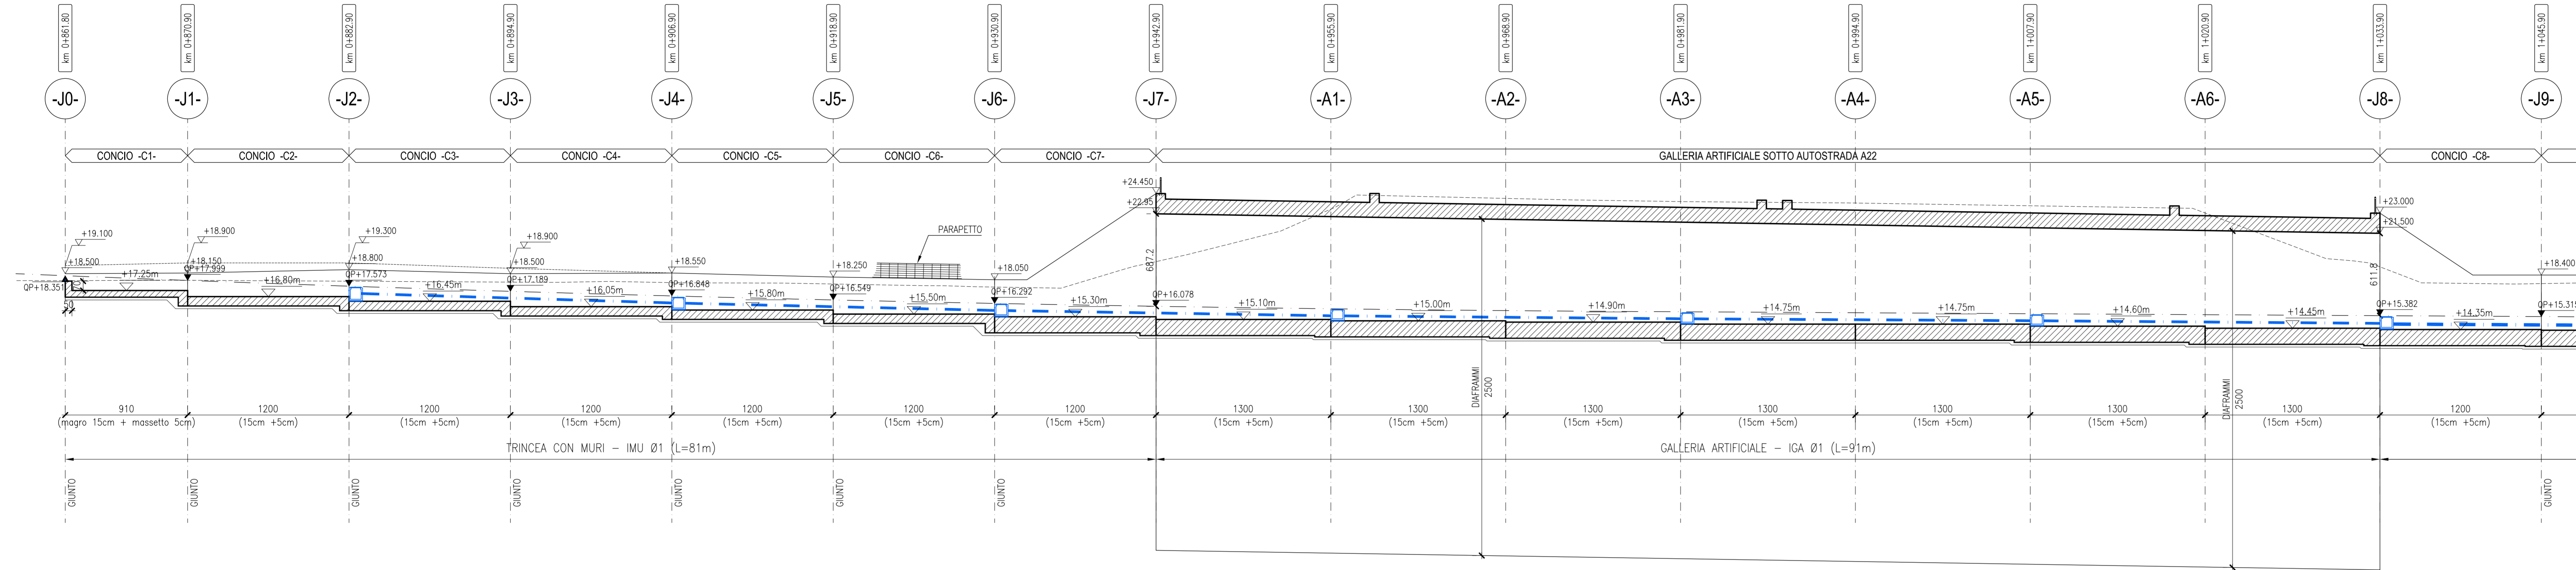 km 0+861.80
km 0+870.90
km 0+882.90
km 0+894.90
km 0+906.90
km 0+918.90
km 0+930.90
km 0+942.90
km 0+955.90
km 0+968.90
km 0+981.90
km 0+994.90
km 1+007.90
km 1+020.90
km 1+033.90
km 1+045.90
-J0-
-J1-
-J2-
-J3-
-J4-
-J5-
-J6-
-J7-
-A1-
-A2-
-A3-
-A4-
-A5-
-A6-
-J8-
-J9-
CONCIO -C1-
CONCIO -C2-
CONCIO -C3-
CONCIO -C4-
CONCIO -C5-
CONCIO -C6-
CONCIO -C7-
GALLERIA ARTIFICIALE SOTTO AUTOSTRADA A22
CONCIO -C8-
+24.450
+22.95
+23.000
+21.500
+19.100
+18.900
+19.300
+18.900
PARAPETTO
+18.500
+18.150
+18.800
+18.500
+18.550
+18.250
+18.050
+18.400
QP+18.351
QP+17.999
QP+17.573
QP+17.189
QP+16.848
QP+16.549
QP+16.292
QP+16.078
QP+15.382
QP+15.315
687.2
611.8
+17.25m
+16.80m
+16.45m
+16.05m
+15.80m
+15.50m
+15.30m
+15.10m
+15.00m
+14.90m
+14.75m
+14.75m
+14.60m
+14.45m
+14.35m
50
DIAFRAMMI
2500
DIAFRAMMI
2500
910
1200
1200
1200
1200
1200
1200
1300
1300
1300
1300
1300
1300
1300
1200
(magro 15cm + massetto 5cm)
(15cm +5cm)
(15cm +5cm)
(15cm +5cm)
(15cm +5cm)
(15cm +5cm)
(15cm +5cm)
(15cm +5cm)
(15cm +5cm)
(15cm +5cm)
(15cm +5cm)
(15cm +5cm)
(15cm +5cm)
(15cm +5cm)
(15cm +5cm)
TRINCEA CON MURI – IMU Ø1 (L=81m)
GALLERIA ARTIFICIALE – IGA Ø1 (L=91m)
GIUNTO
GIUNTO
GIUNTO
GIUNTO
GIUNTO
GIUNTO
GIUNTO
GIUNTO